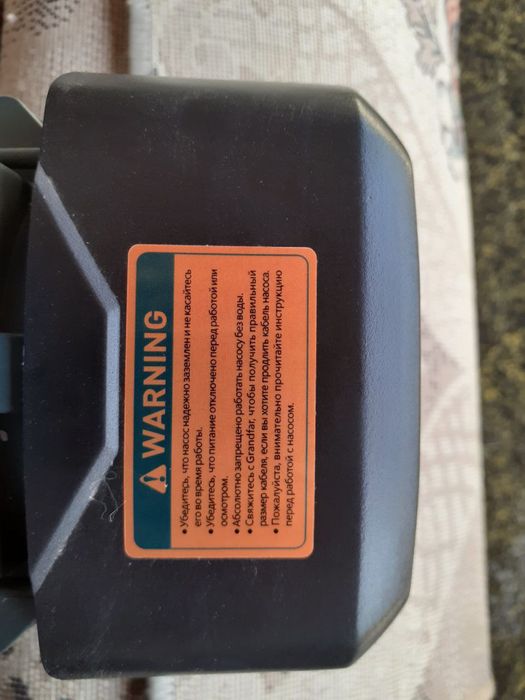 WARNING
• Убедитесь, что насос надежно заземлен и не касайтесь
его во время работы.
• Убедитесь, что питание отключено перед работой или
осмотром.
• Абсолютно запрещено работать насосу без воды.
• Свяжитесь с Grandfar, чтобы получить правильный
размер кабеля, если вы хотите продлить кабель насоса.
• Пожалуйста, внимательно прочитайте инструкцию
перед работой с насосом.